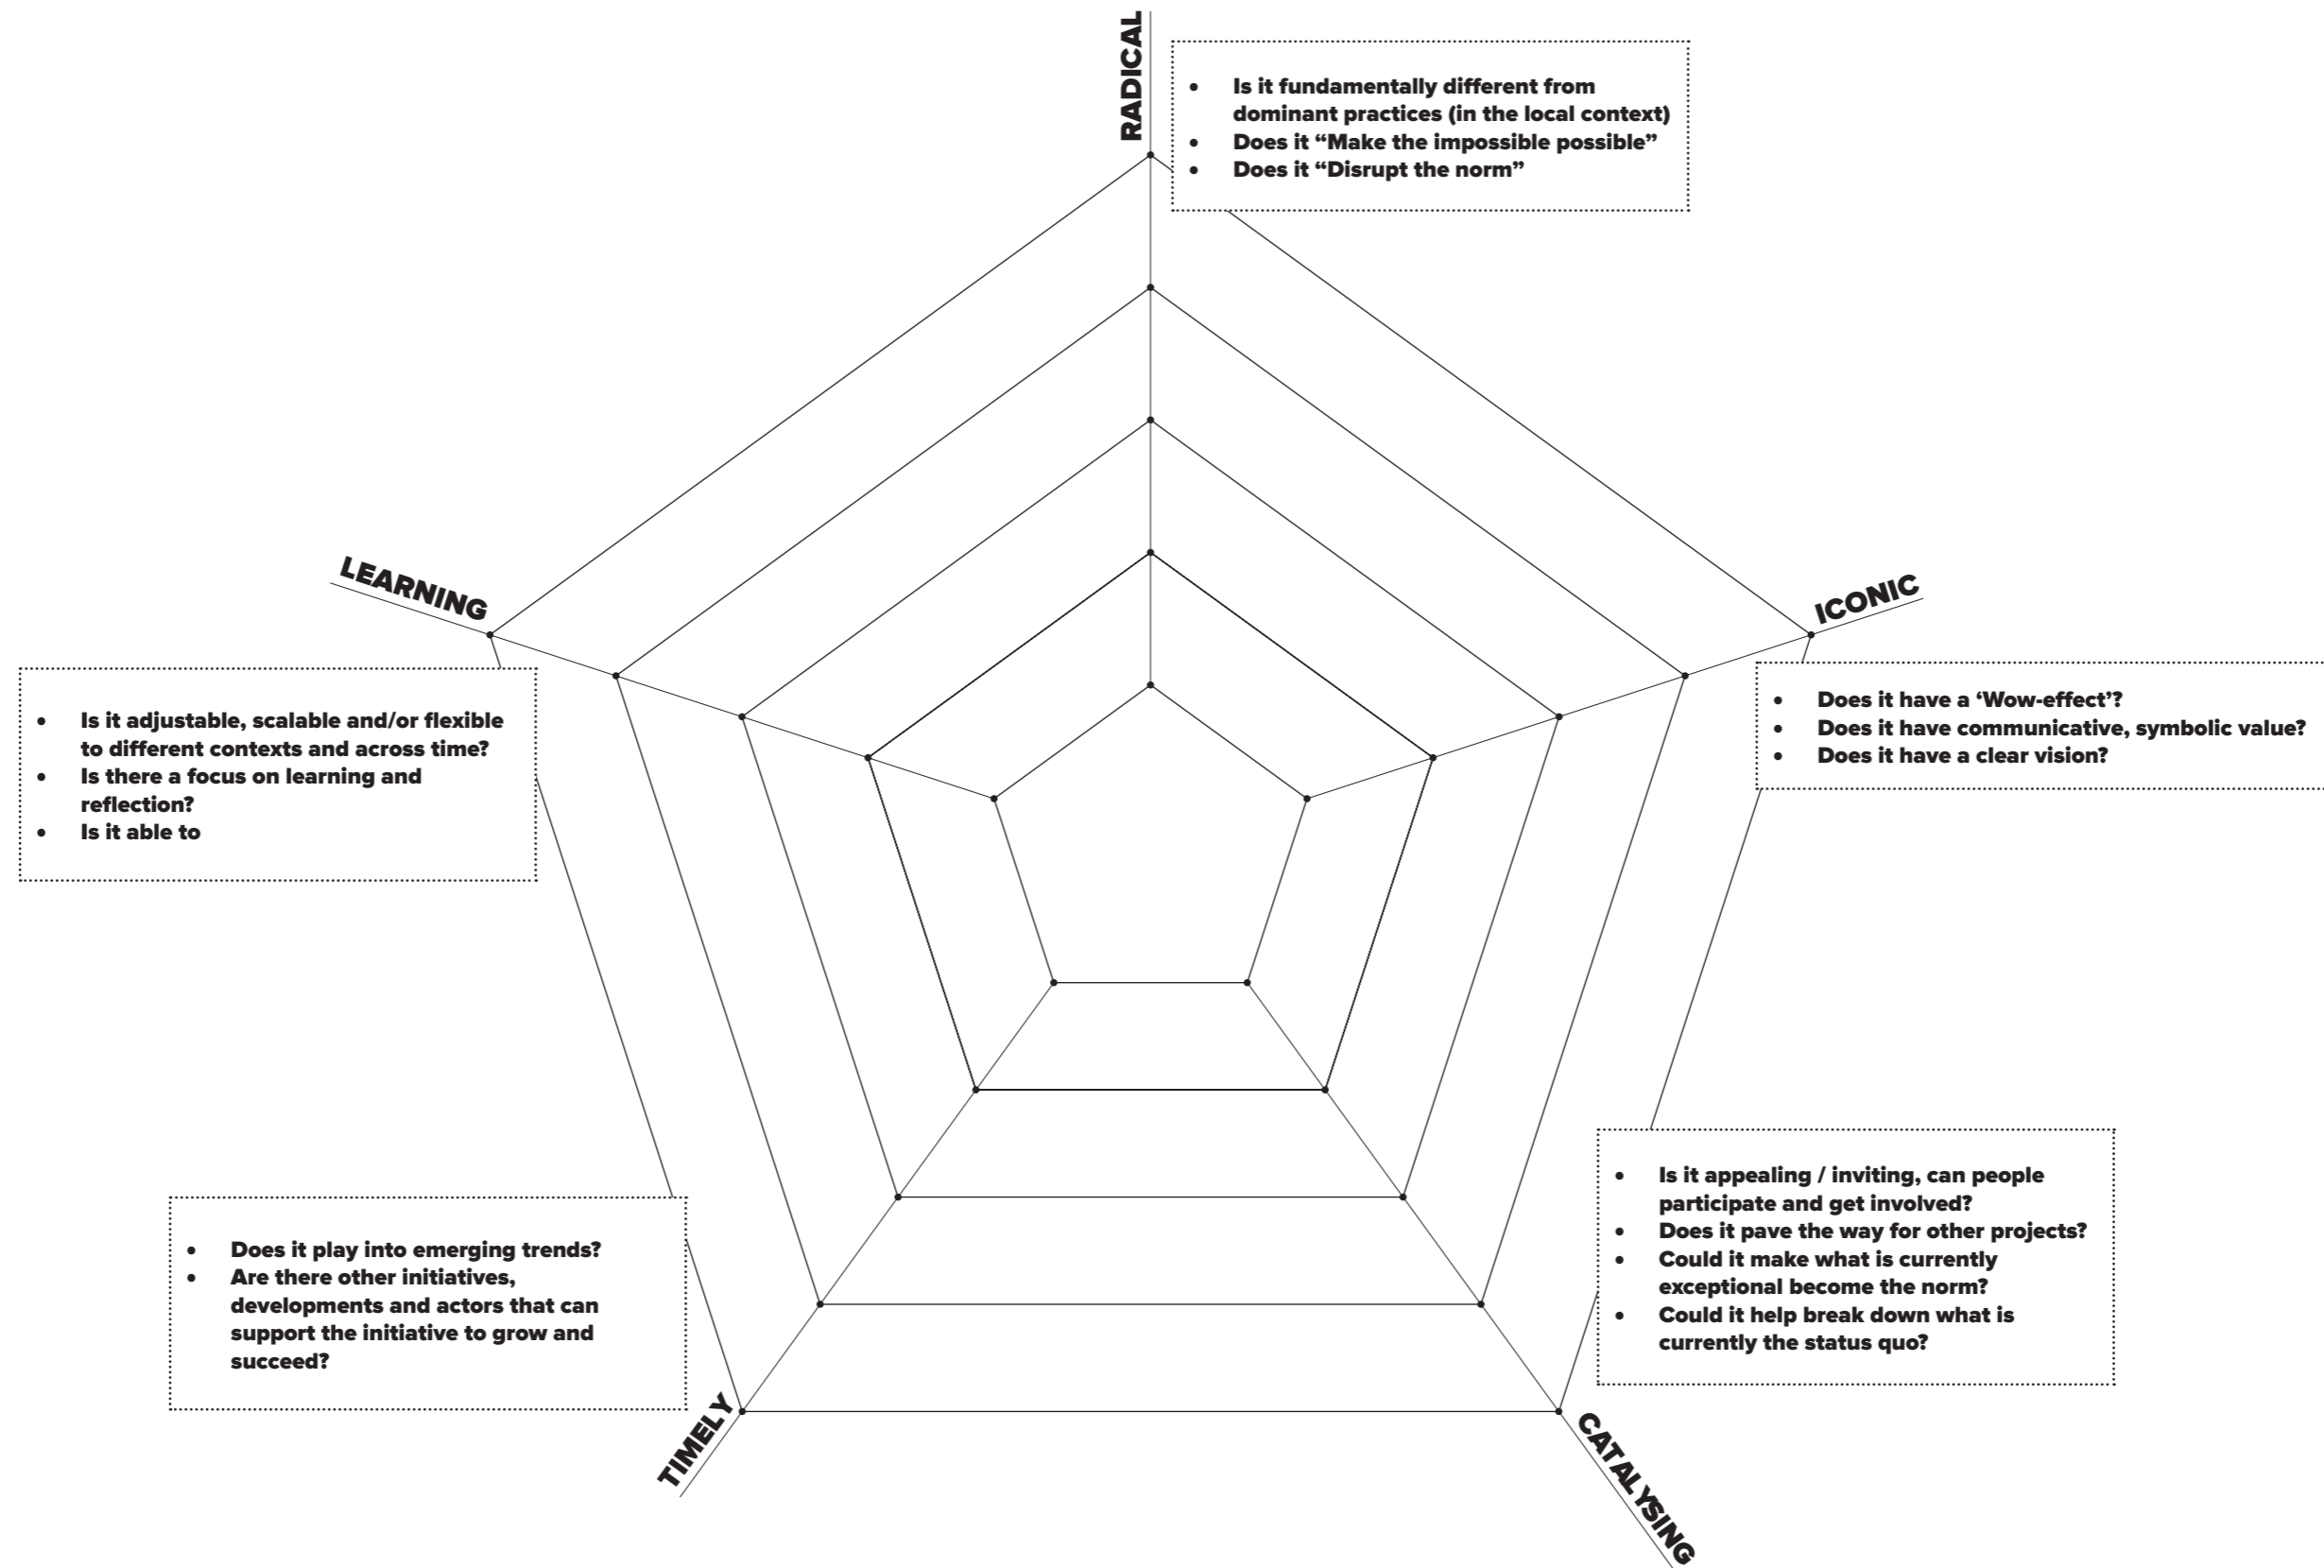 RADICAL
• Is it fundamentally different from
dominant practices (in the local context)
• Does it “Make the impossible possible”
• Does it “Disrupt the norm”
ICONIC
• Does it have a ‘Wow-effect’?
• Does it have communicative, symbolic value?
• Does it have a clear vision?
CATALYSING
• Is it appealing / inviting, can people
participate and get involved?
• Does it pave the way for other projects?
• Could it make what is currently
exceptional become the norm?
• Could it help break down what is
currently the status quo?
TIMELY
• Does it play into emerging trends?
• Are there other initiatives,
developments and actors that can
support the initiative to grow and
succeed?
LEARNING
• Is it adjustable, scalable and/or flexible
to different contexts and across time?
• Is there a focus on learning and
reflection?
• Is it able to